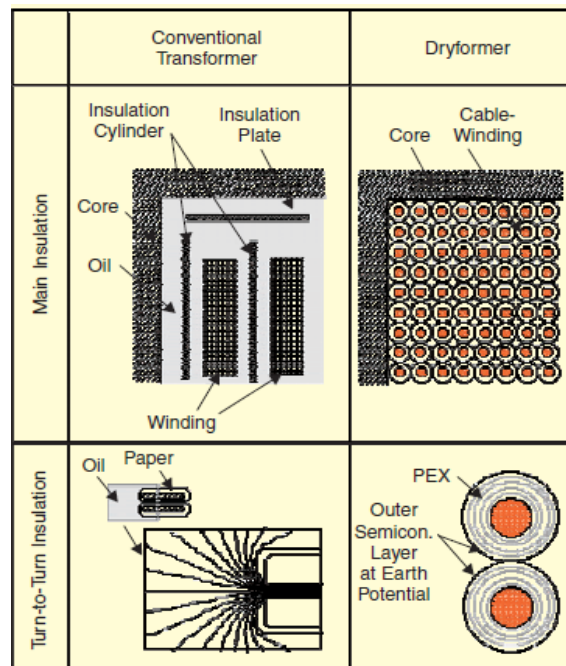 Conventional
Transformer
Dryformer
Main Insulation
Insulation
Cylinder
Insulation
Plate
Core
Oil
Winding
Cable-
Winding
Core
Turn-to-Turn Insulation
Oil
Paper
PEX
Outer
Semicon.
Layer
at Earth
Potential